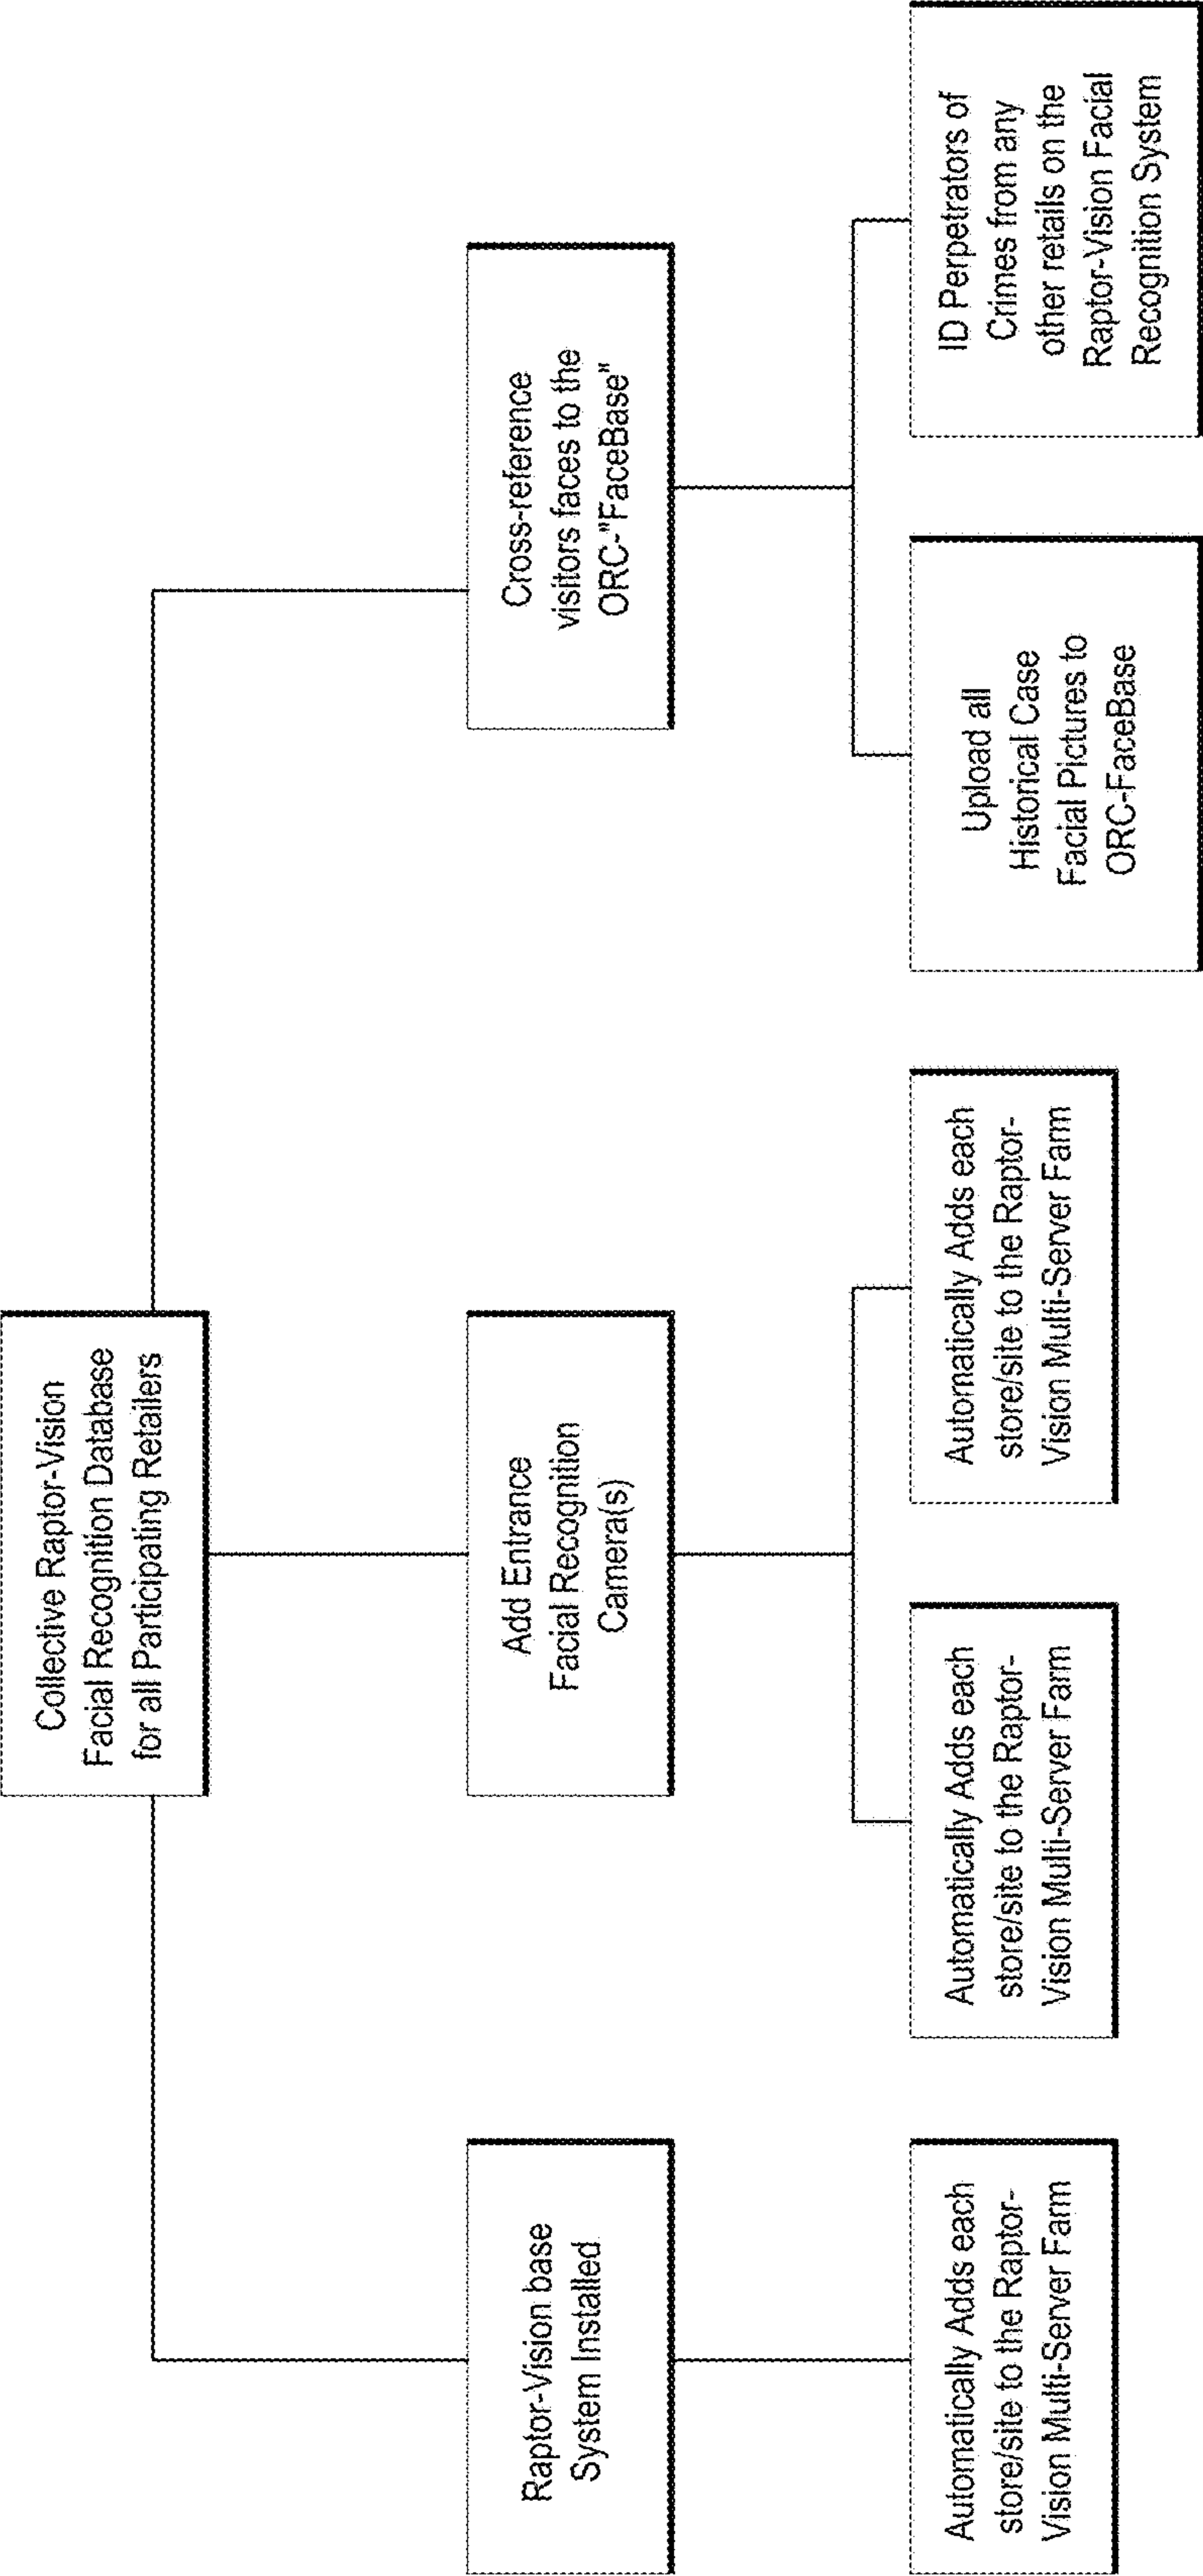 Collective Raptor-Vision
Facial Recognition Database
for all Participating Retailers
Raptor-Vision base
System Installed
Add Entrance
Facial Recognition
Camera(s)
Cross-reference
visitors faces to the
ORC-"FaceBase"
Automatically Adds each
store/site to the Raptor-
Vision Multi-Server Farm
Automatically Adds each
store/site to the Raptor-
Vision Multi-Server Farm
Automatically Adds each
store/site to the Raptor-
Vision Multi-Server Farm
Upload all
Historical Case
Facial Pictures to
ORC-FaceBase
ID Perpetrators of
Crimes from any
other retails on the
Raptor-Vision Facial
Recognition System